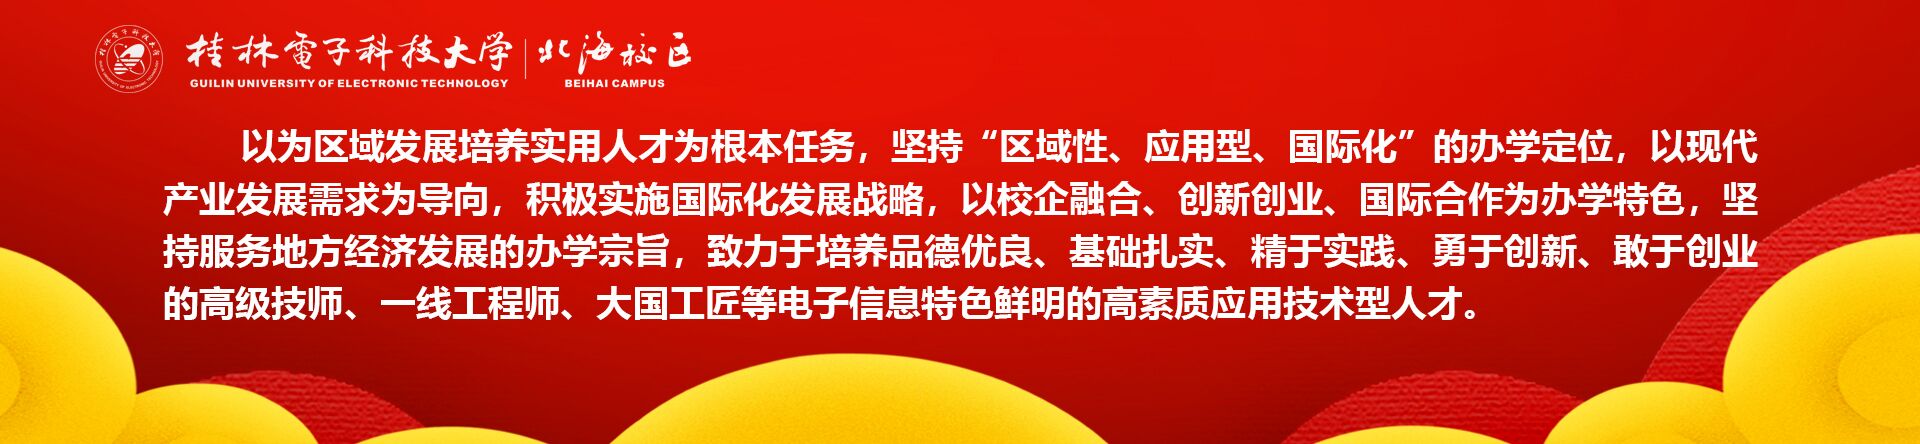 桂林電子科技大学 北海校区
GUILIN UNIVERSITY OF ELECTRONIC TECHNOLOGY BEIHAI CAMPUS
以为区域发展培养实用人才为根本任务，坚持“区域性、应用型、国际化”的办学定位，以现代
产业发展需求为导向，积极实施国际化发展战略，以校企融合、创新创业、国际合作为办学特色，坚
持服务地方经济发展的办学宗旨，致力于培养品德优良、基础扎实、精于实践、勇于创新、敢于创业
的高级技师、一线工程师、大国工匠等电子信息特色鲜明的高素质应用技术型人才。